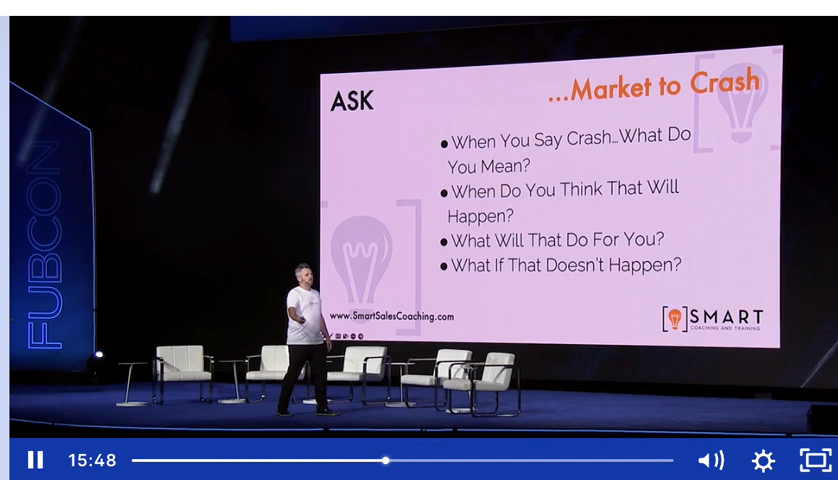 ASK
...Market to Crash
● When You Say Crash...What Do
You Mean?
● When Do You Think That Will
Happen?
● What Will That Do For You?
● What If That Doesn't Happen?
www.SmartSalesCoaching.com
SMART
COACHING AND TRAINING
FUBCON
15:48